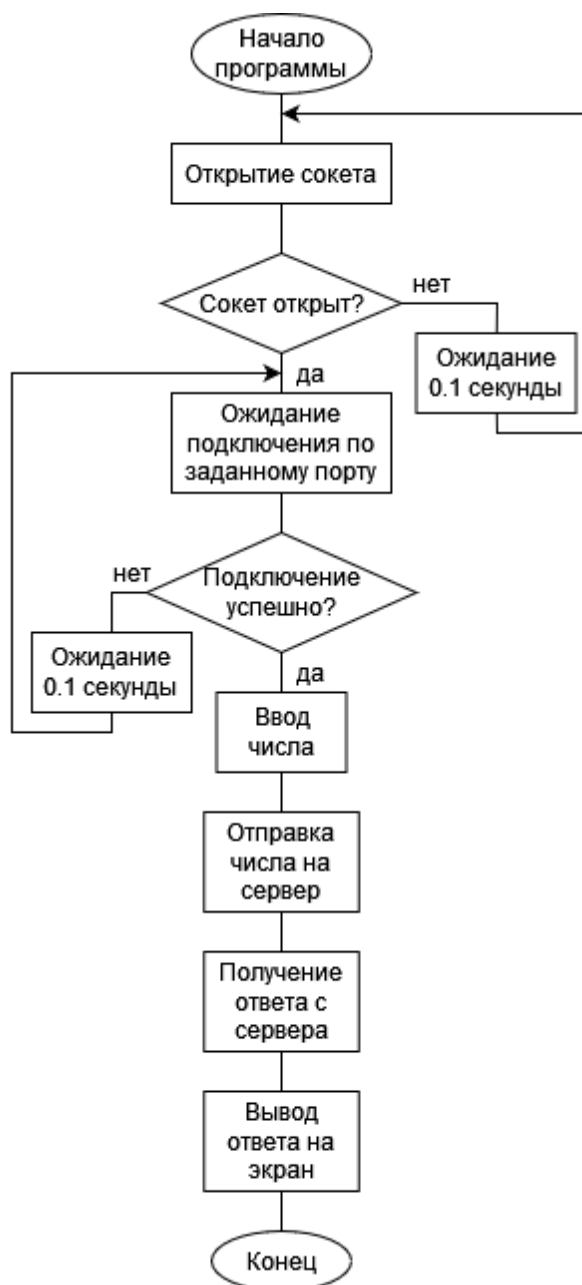 Начало
программы
Открытие сокета
Сокет открыт?
нет
Ожидание
0.1 секунды
да
Ожидание
подключения по
заданному порту
Подключение
успешно?
нет
Ожидание
0.1 секунды
да
Ввод
числа
Отправка
числа на
сервер
Получение
ответа с
сервера
Вывод
ответа на
экран
Конец